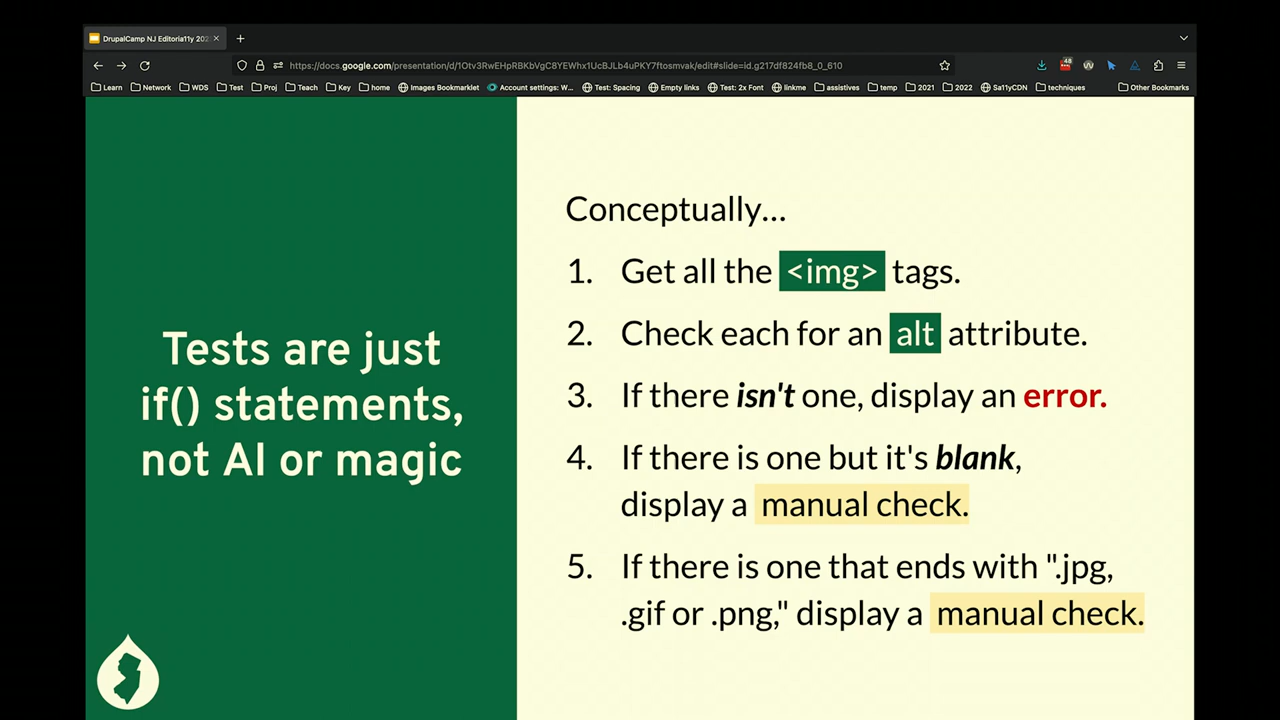 DrupalCamp NJ Editoria11y 202
https://docs.google.com/presentation/d/1Otv3RwEHpRBKbVgC8YEWhx1UcBJLb4uPKY7ftosmvak/edit#slide=id.g217df824fb8_0_610
48
Learn Network WDS Test Proj Teach Key home Images Bookmarklet Account settings: W... Test: Spacing Empty links Test: 2x Font linkme assistives temp 2021 2022 Sa11yCDN techniques Other Bookmarks
Tests are just
if() statements,
not AI or magic
Conceptually...
1. Get all the <img> tags.
2. Check each for an alt attribute.
3. If there isn't one, display an error.
4. If there is one but it's blank,
display a manual check.
5. If there is one that ends with ".jpg,
.gif or .png," display a manual check.